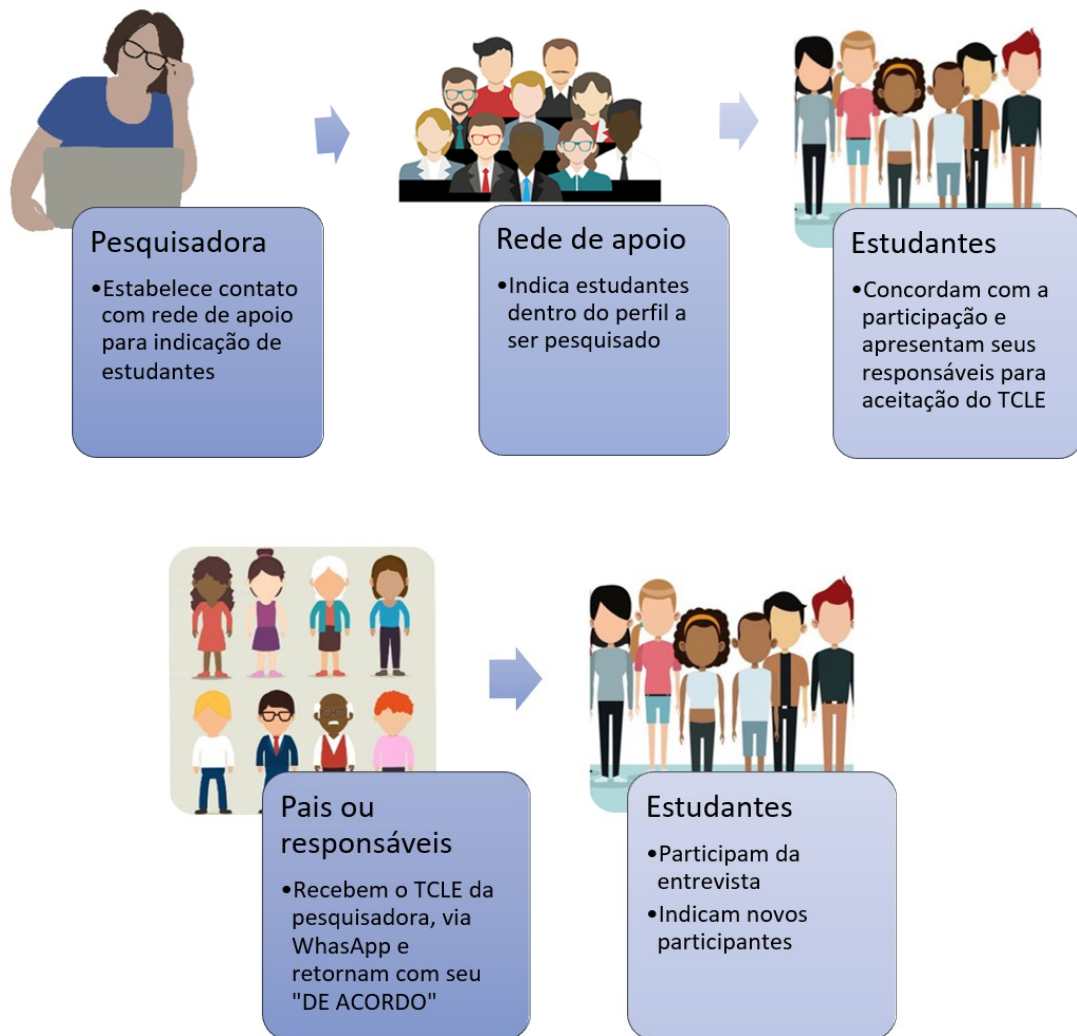 Pesquisadora
•Estabelece contato
com rede de apoio
para indicação de
estudantes
Rede de apoio
•Indica estudantes
dentro do perfil a
ser pesquisado
Estudantes
•Concordam com a
participação e
apresentam seus
responsáveis para
aceitação do TCLE
Pais ou
responsáveis
•Recebem o TCLE da
pesquisadora, via
WhasApp e
retornam com seu
"DE ACORDO"
Estudantes
•Participam da
entrevista
•Indicam novos
participantes